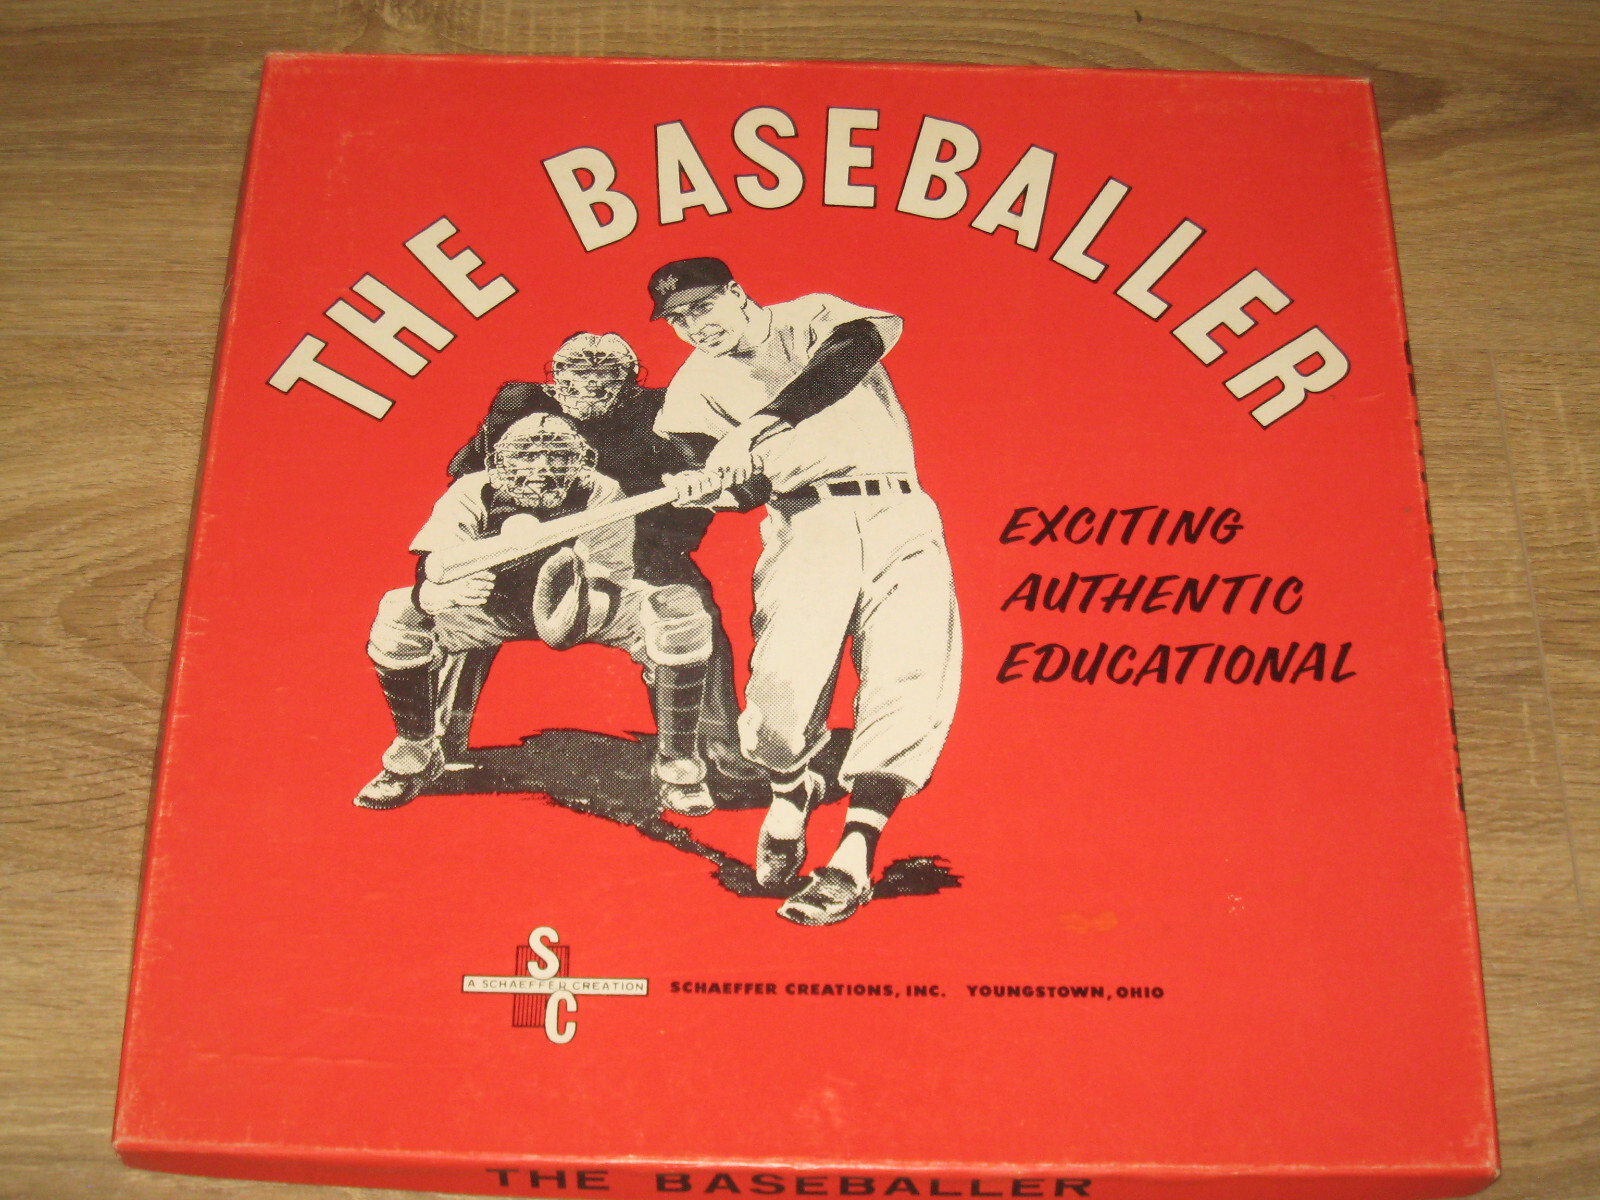 THE BASEBALLER
EXCITING
AUTHENTIC
EDUCATIONAL
S
A SCHAEFFER CREATION
C
SCHAEFFER CREATIONS, INC. YOUNGSTOWN, OHIO
THE BASEBALLER